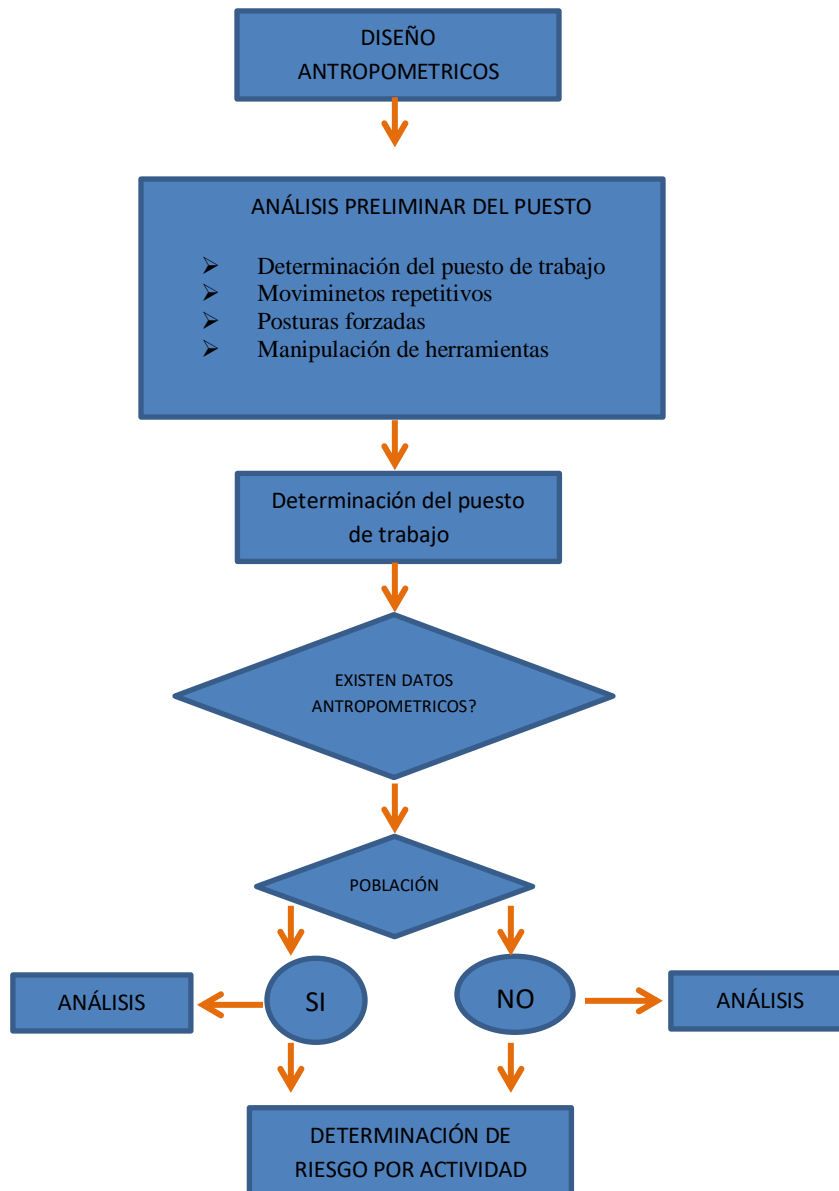 DISEÑO
ANTROPOMETRICOS
ANÁLISIS PRELIMINAR DEL PUESTO
➢ Determinación del puesto de trabajo
➢ Moviminetos repetitivos
➢ Posturas forzadas
➢ Manipulación de herramientas
Determinación del puesto
de trabajo
EXISTEN DATOS
ANTROPOMETRICOS?
POBLACIÓN
ANÁLISIS
SI
NO
ANÁLISIS
DETERMINACIÓN DE
RIESGO POR ACTIVIDAD